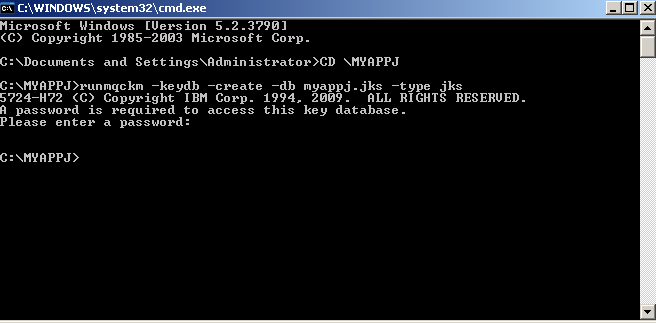 C:\WINDOWS\system32\cmd.exe
Microsoft Windows [Version 5.2.3790]
(C) Copyright 1985-2003 Microsoft Corp.
C:\Documents and Settings\Administrator>CD \MYAPPJ
C:\MYAPPJ>runmqckm -keydb -create -db myappj.jks -type jks
5724-H72 (C) Copyright IBM Corp. 1994, 2009.  ALL RIGHTS RESERVED.
A password is required to access this key database.
Please enter a password:
C:\MYAPPJ>